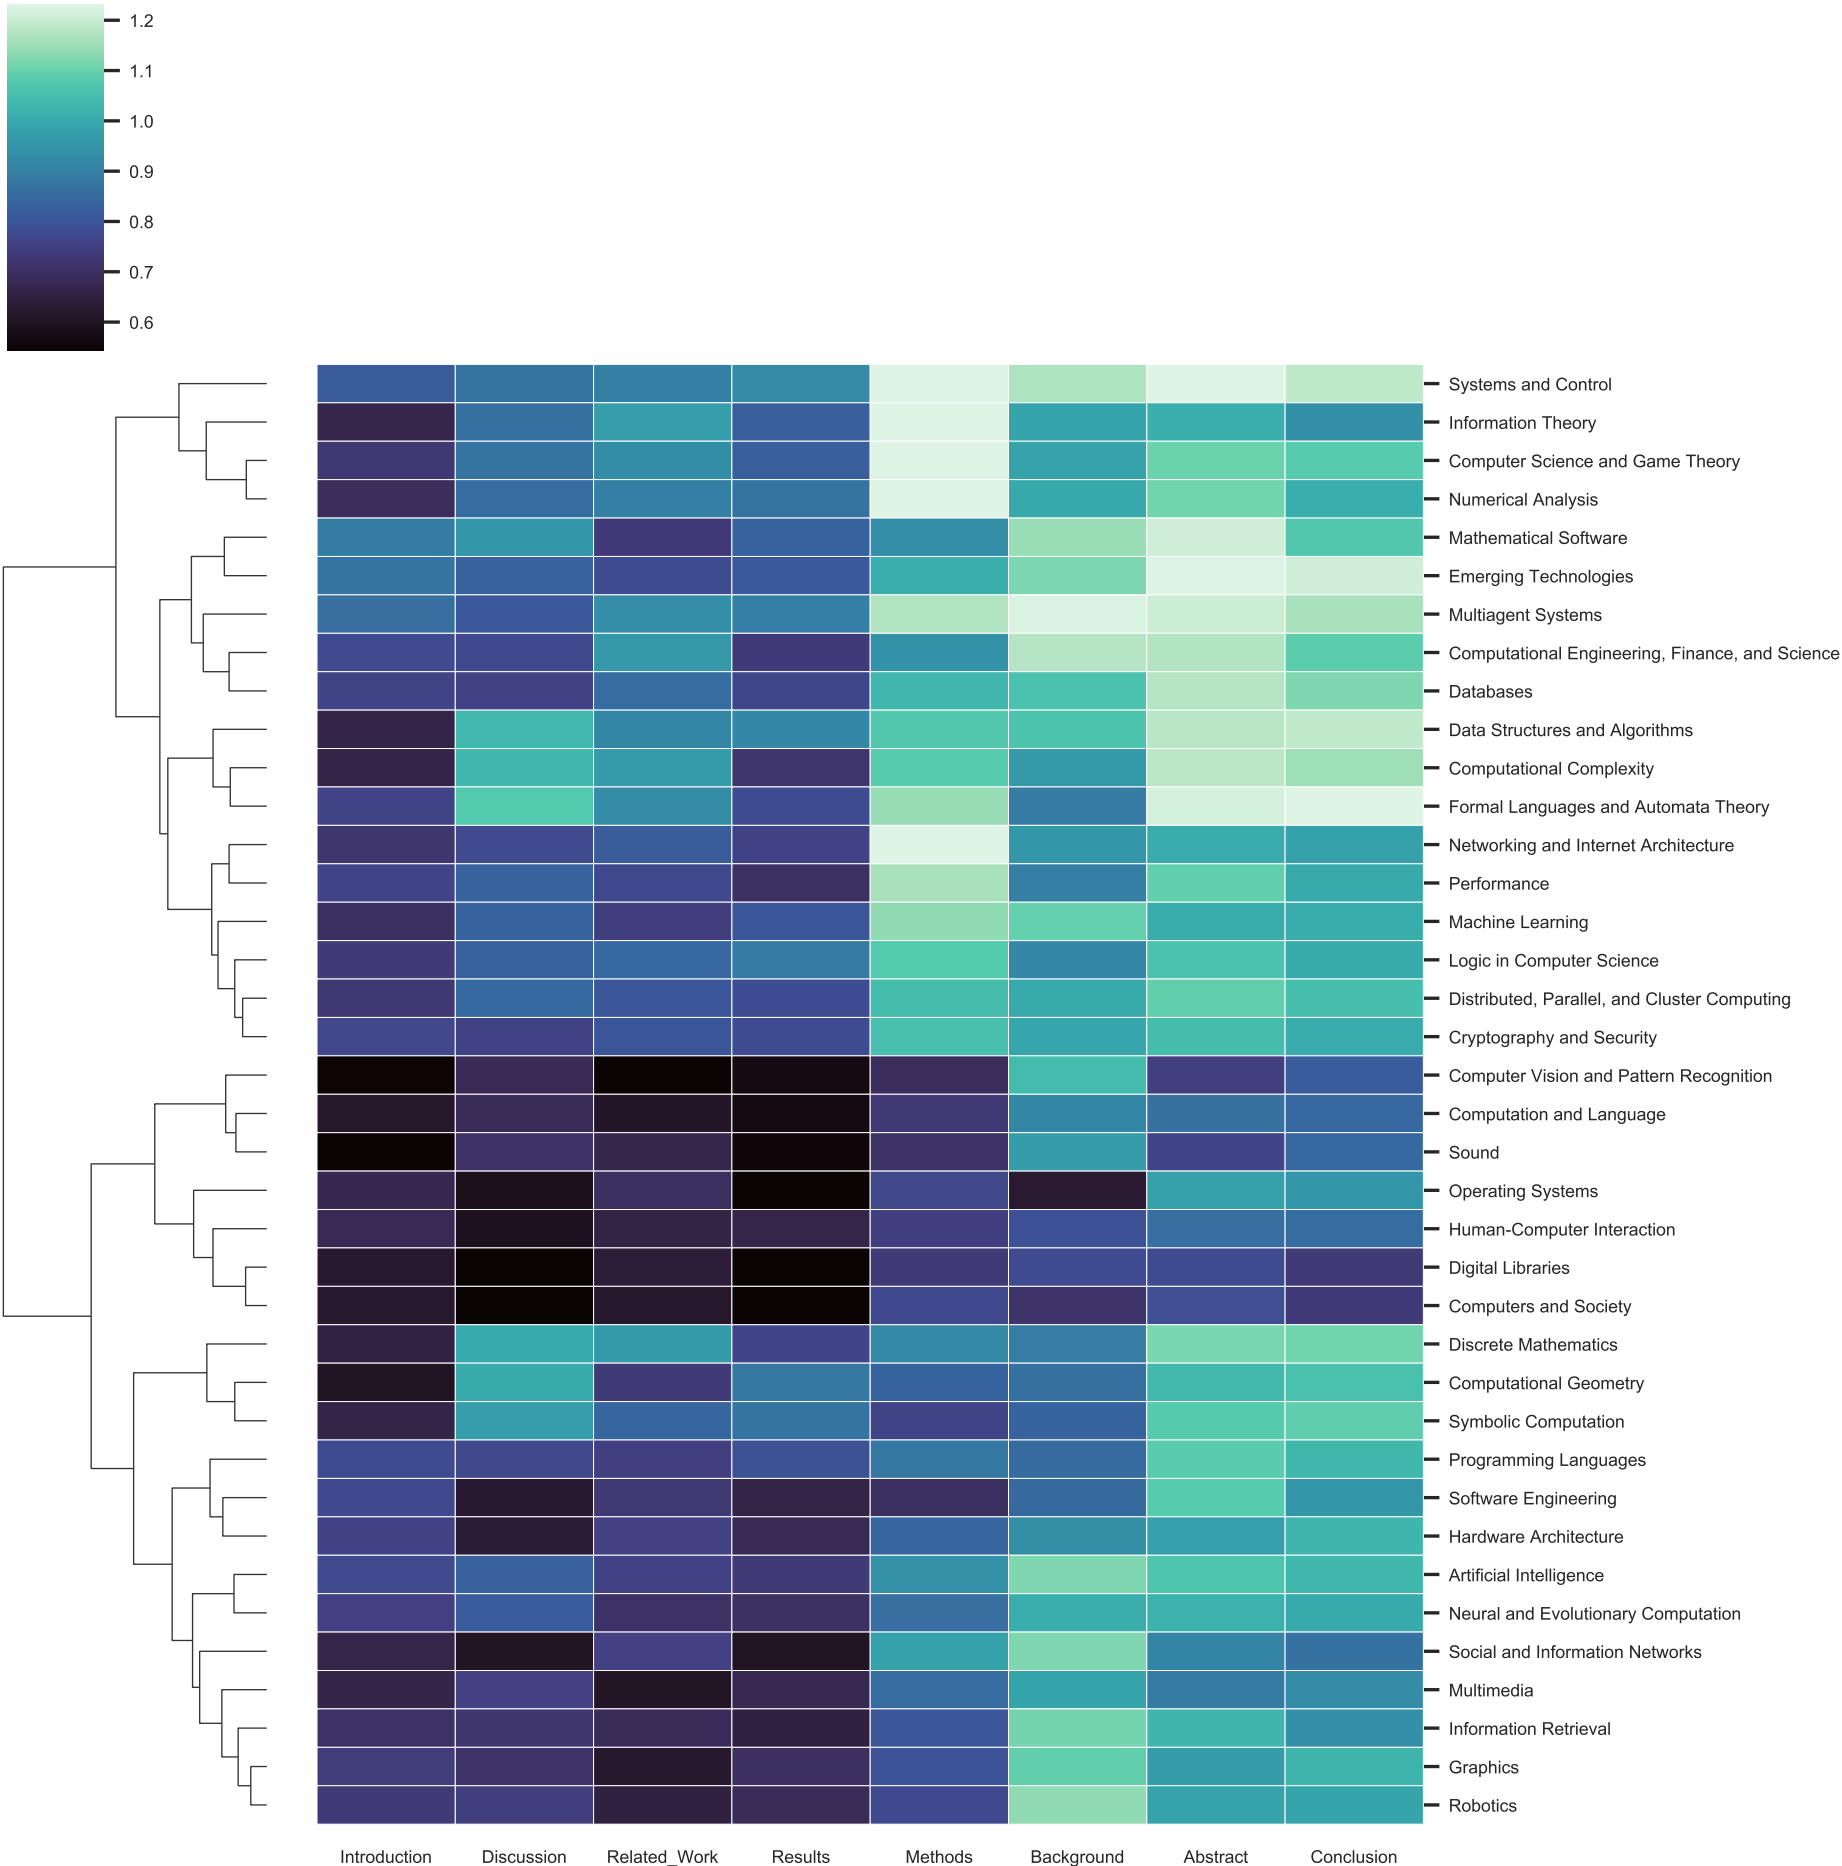 1.2
1.1
1.0
0.9
0.8
0.7
0.6
Systems and Control
Information Theory
Computer Science and Game Theory
Numerical Analysis
Mathematical Software
Emerging Technologies
Multiagent Systems
Computational Engineering, Finance, and Science
Databases
Data Structures and Algorithms
Computational Complexity
Formal Languages and Automata Theory
Networking and Internet Architecture
Performance
Machine Learning
Logic in Computer Science
Distributed, Parallel, and Cluster Computing
Cryptography and Security
Computer Vision and Pattern Recognition
Computation and Language
Sound
Operating Systems
Human-Computer Interaction
Digital Libraries
Computers and Society
Discrete Mathematics
Computational Geometry
Symbolic Computation
Programming Languages
Software Engineering
Hardware Architecture
Artificial Intelligence
Neural and Evolutionary Computation
Social and Information Networks
Multimedia
Information Retrieval
Graphics
Robotics
Introduction Discussion Related_Work Results Methods Background Abstract Conclusion